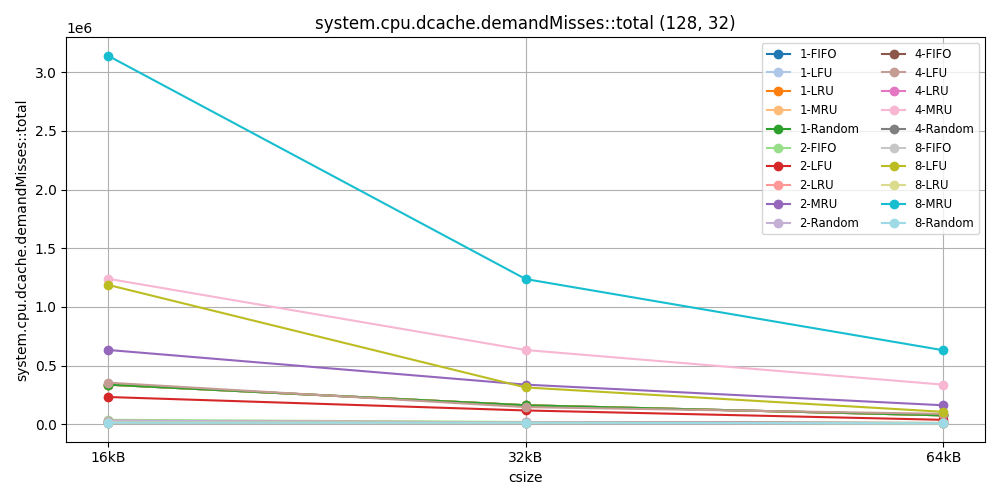 system.cpu.dcache.demandMisses::total (128, 32)
1e6
3.0
2.5
2.0
1.5
1.0
0.5
0.0
system.cpu.dcache.demandMisses::total
1-FIFO
1-LFU
1-LRU
1-MRU
1-Random
2-FIFO
2-LFU
2-LRU
2-MRU
2-Random
4-FIFO
4-LFU
4-LRU
4-MRU
4-Random
8-FIFO
8-LFU
8-LRU
8-MRU
8-Random
16kB
32kB
64kB
csize